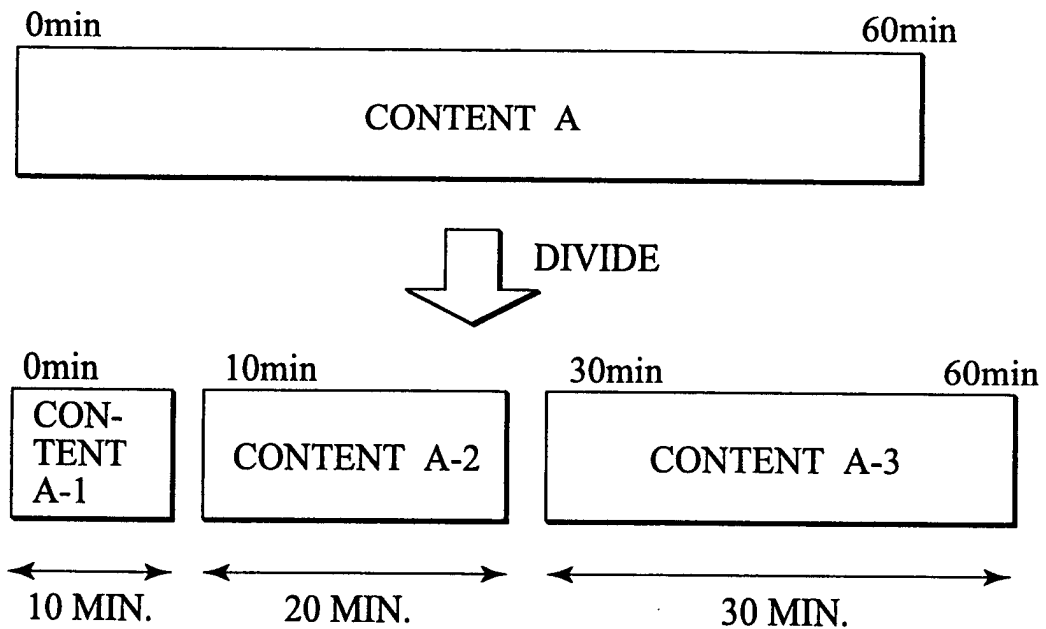 0min 60min
CONTENT A
DIVIDE
0min 10min 30min 60min
CON-
TENT
A-1
CONTENT A-2
CONTENT A-3
10 MIN. 20 MIN. 30 MIN.